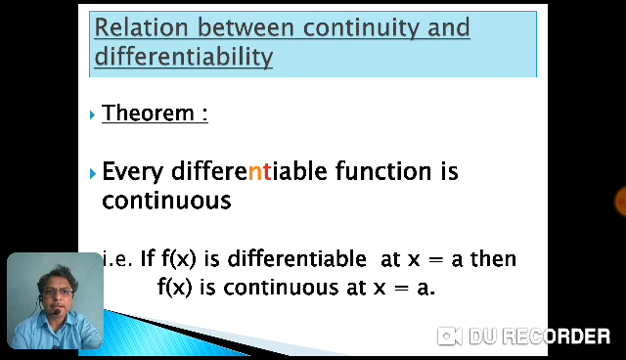 Relation between continuity and
differentiability
Theorem :
Every differentiable function is
continuous
i.e. If f(x) is differentiable at x = a then
f(x) is continuous at x = a.
DU RECORDER